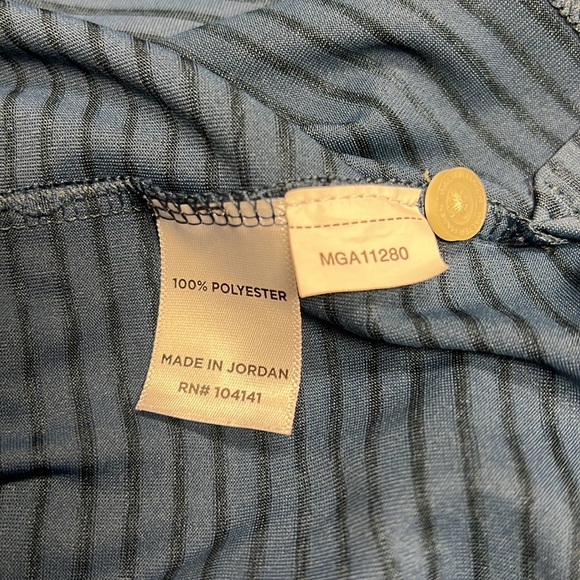 100% POLYESTER
MADE IN JORDAN
RN# 104141
MGA11280